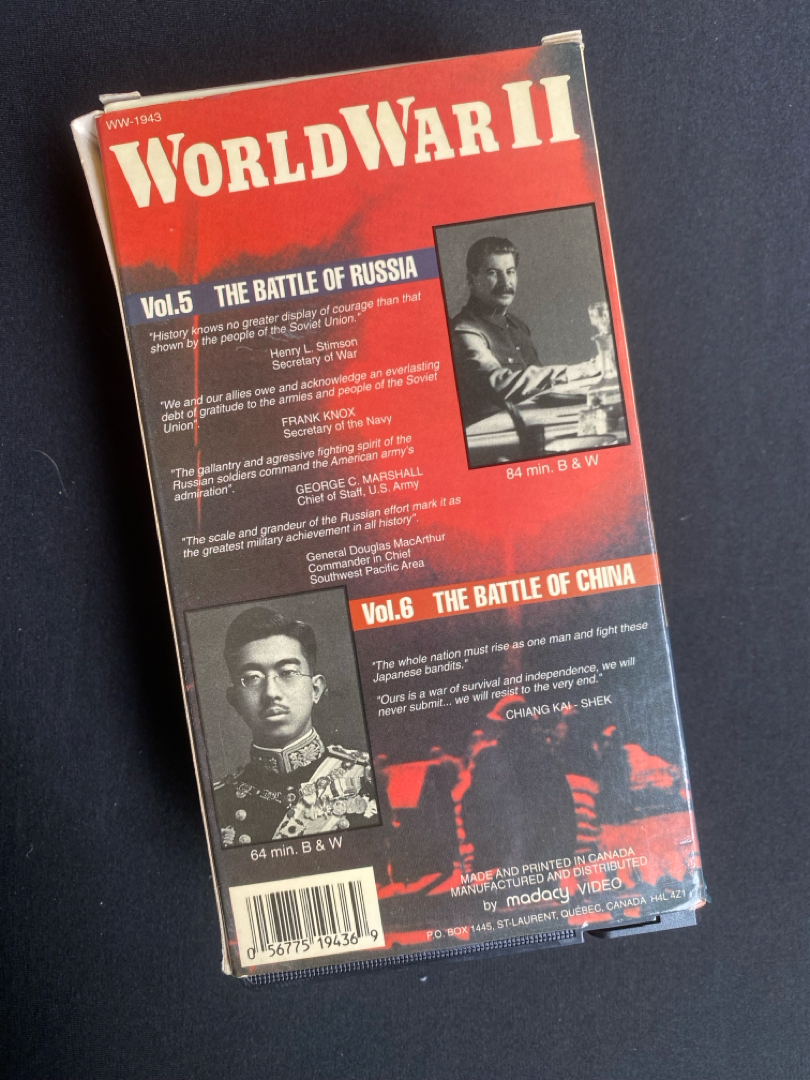 WW-1943
WORLD WAR II
Vol.5 THE BATTLE OF RUSSIA
"History knows no greater display of courage than that
shown by the people of the Soviet Union."
Henry L. Stimson
Secretary of War
"We and our allies owe and acknowledge an everlasting
debt of gratitude to the armies and people of the Soviet
Union".
FRANK KNOX
Secretary of the Navy
"The gallantry and agressive fighting spirit of the
Russian soldiers command the American army's
admiration".
GEORGE C. MARSHALL
Chief of Staff, U.S. Army
"The scale and grandeur of the Russian effort mark it as
the greatest military achievement in all history".
General Douglas MacArthur
Commander in Chief
Southwest Pacific Area
84 min. B & W
Vol.6 THE BATTLE OF CHINA
"The whole nation must rise as one man and fight these
Japanese bandits."
"Ours is a war of survival and independence, we will
never submit... we will resist to the very end."
CHIANG KAI - SHEK
64 min. B & W
MADE AND PRINTED IN CANADA
MANUFACTURED AND DISTRIBUTED
by madacy VIDEO
P.O. BOX 1445, ST-LAURENT, QUÉBEC, CANADA H4L 4Z1
0 56775 19436 9